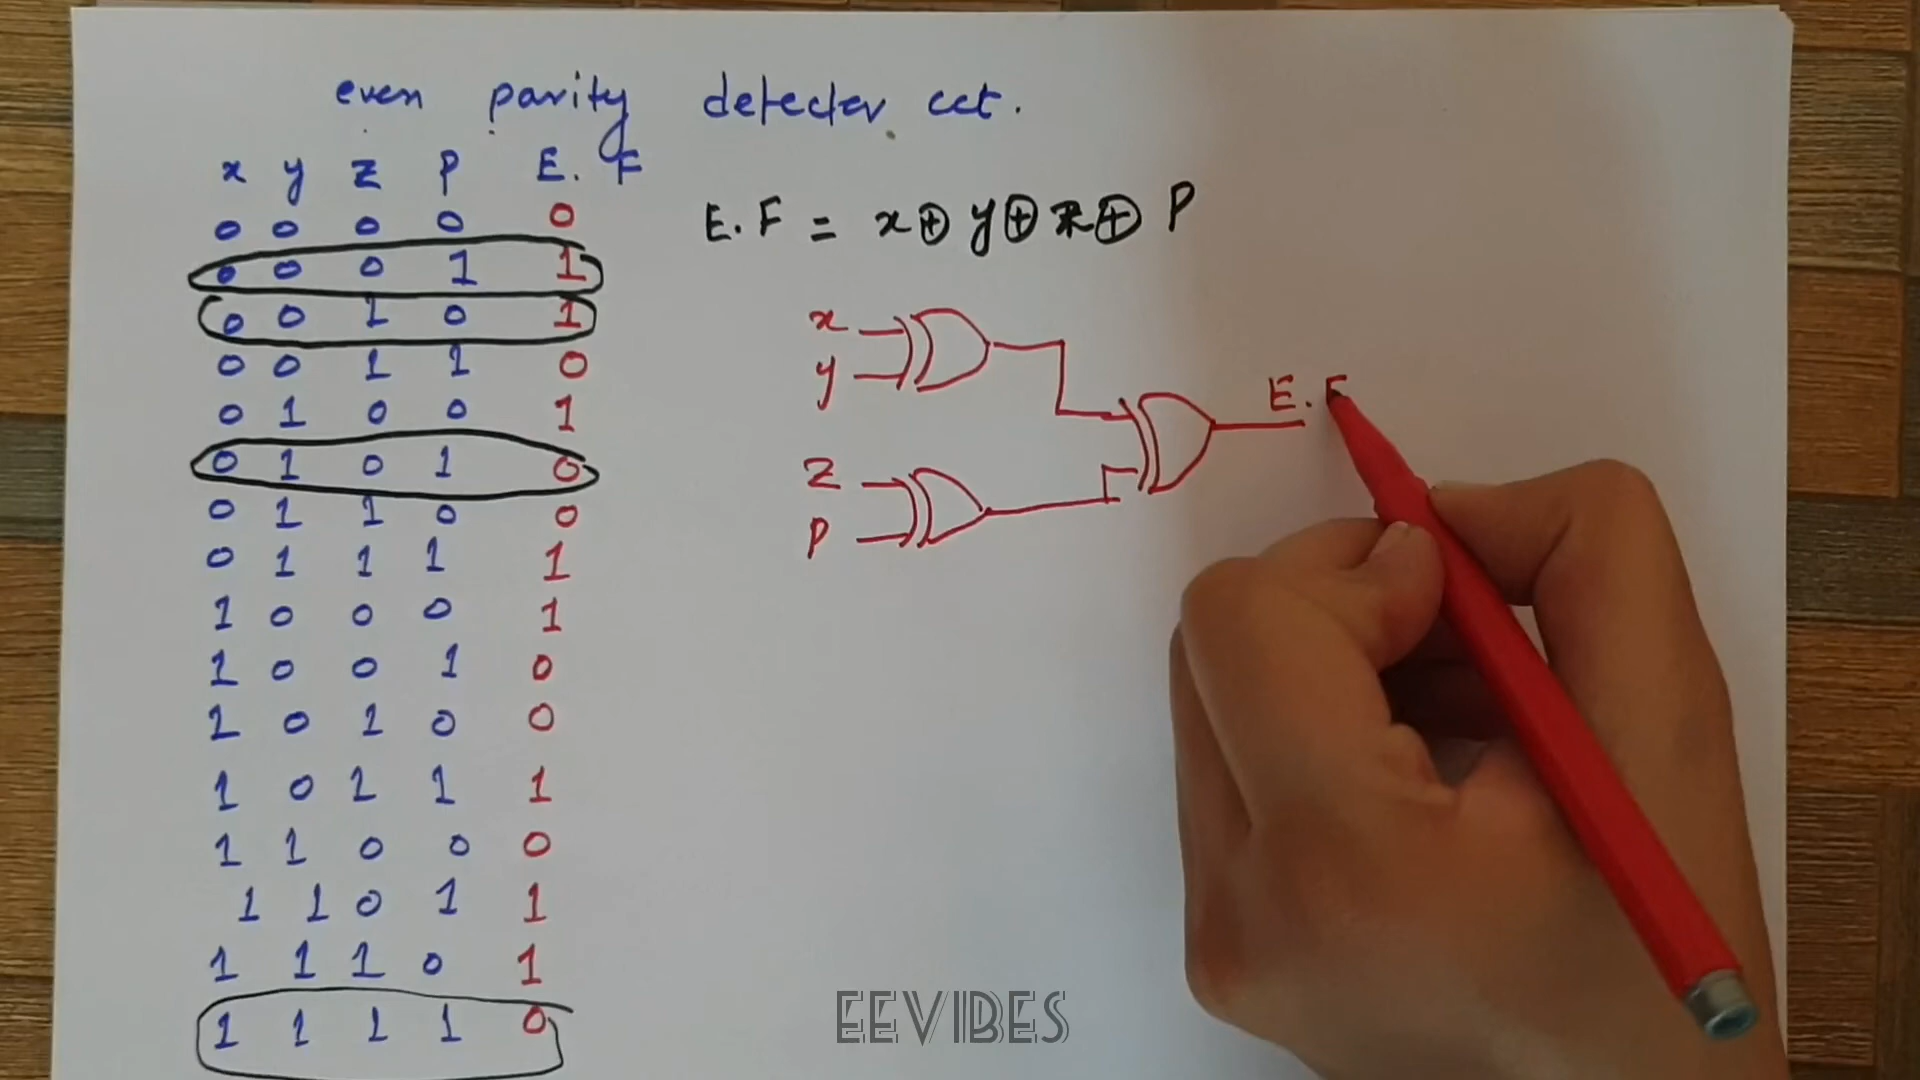 even parity detector cct.
x y z P E. F
0 0 0 0 0
0 0 0 1 1
0 0 1 0 1
0 0 1 1 0
0 1 0 0 1
0 1 0 1 0
0 1 1 0 0
0 1 1 1 1
1 0 0 0 1
1 0 0 1 0
1 0 1 0 0
1 0 1 1 1
1 1 0 0 0
1 1 0 1 1
1 1 1 0 1
1 1 1 1 0
E. F = x ⊕ y ⊕ z ⊕ P
x
y
z
P
E. F
EEVIBES